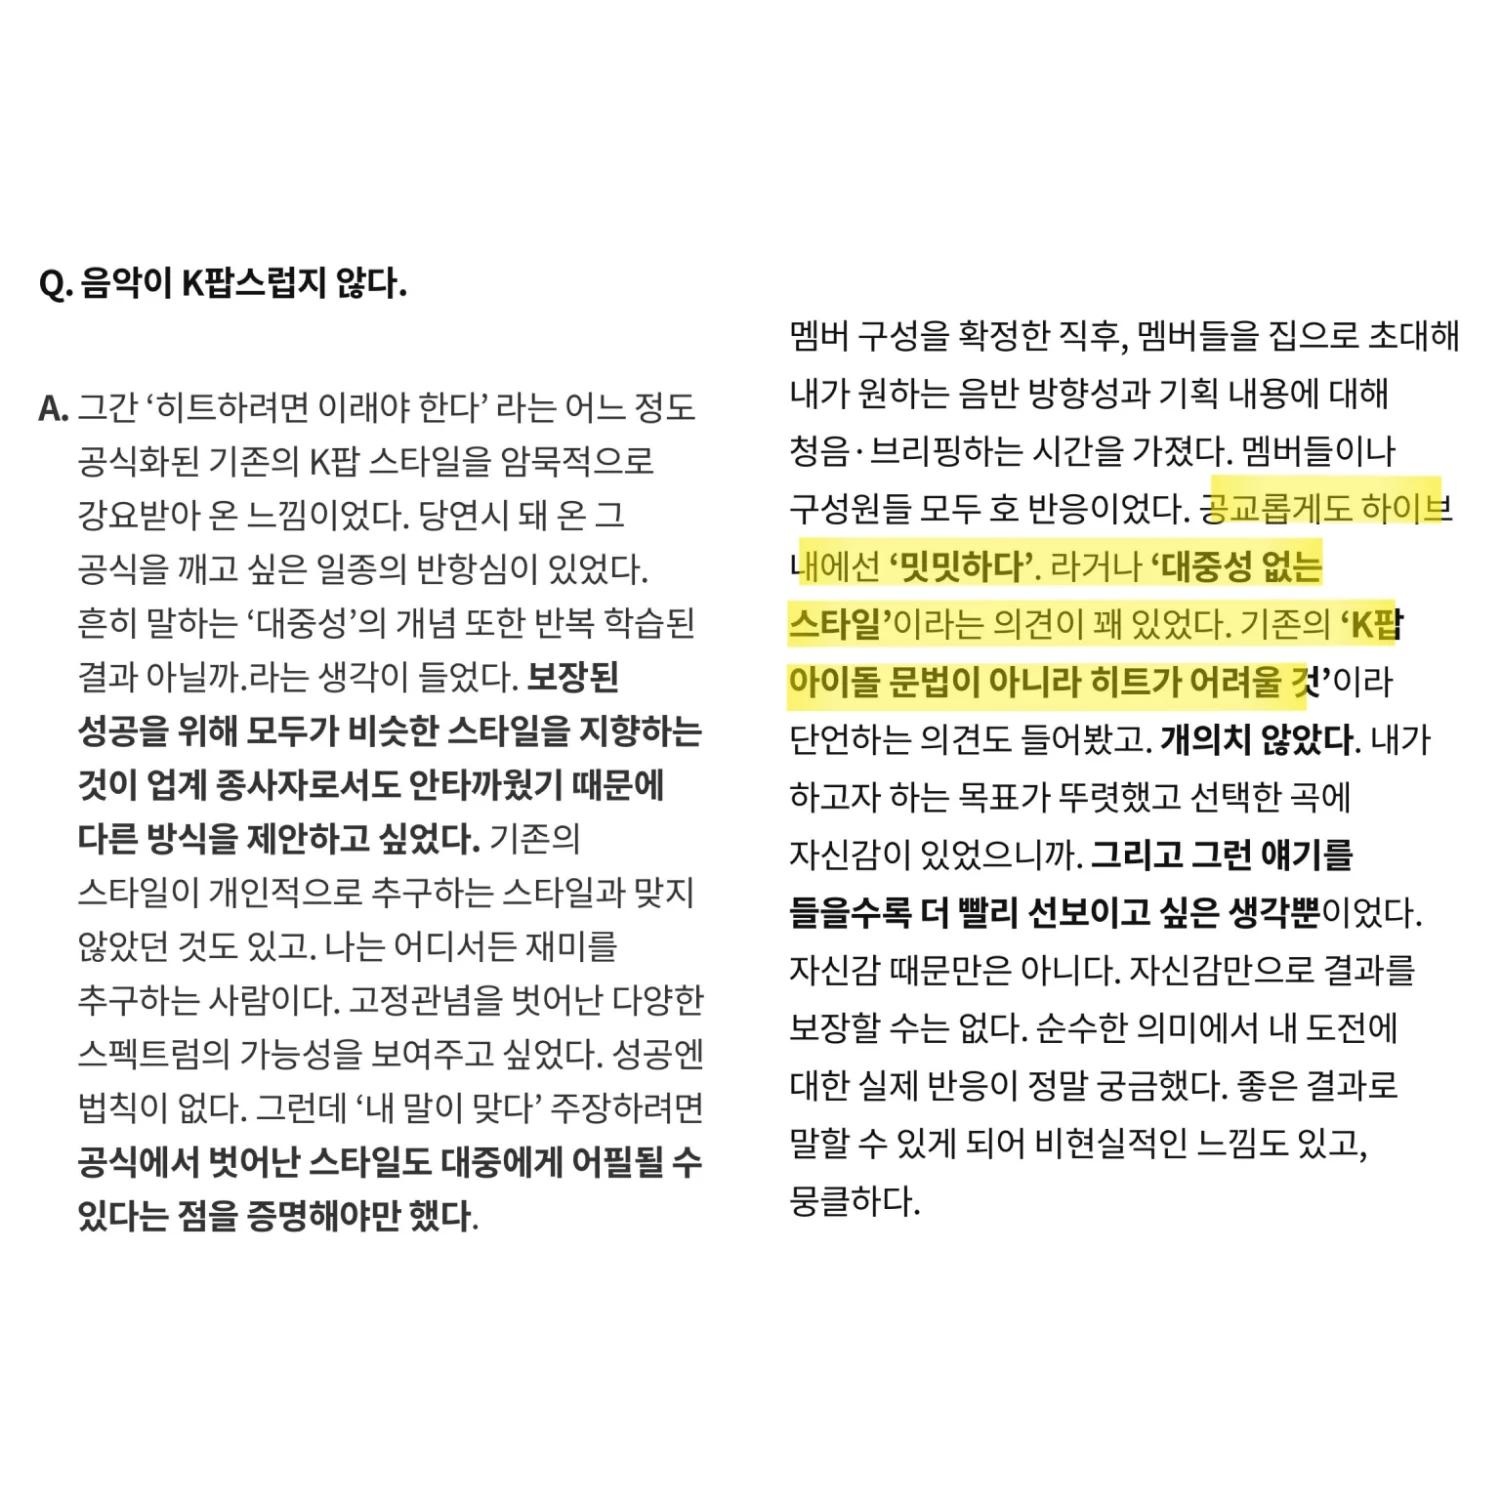 Q. 음악이 K팝스럽지 않다.
A. 그간 ‘히트하려면 이래야 한다’ 라는 어느 정도
공식화된 기존의 K팝 스타일을 암묵적으로
강요받아 온 느낌이었다. 당연시 돼 온 그
공식을 깨고 싶은 일종의 반항심이 있었다.
흔히 말하는 ‘대중성’의 개념 또한 반복 학습된
결과 아닐까.라는 생각이 들었다. 보장된
성공을 위해 모두가 비슷한 스타일을 지향하는
것이 업계 종사자로서도 안타까웠기 때문에
다른 방식을 제안하고 싶었다. 기존의
스타일이 개인적으로 추구하는 스타일과 맞지
않았던 것도 있고. 나는 어디서든 재미를
추구하는 사람이다. 고정관념을 벗어난 다양한
스펙트럼의 가능성을 보여주고 싶었다. 성공엔
법칙이 없다. 그런데 ‘내 말이 맞다’ 주장하려면
공식에서 벗어난 스타일도 대중에게 어필될 수
있다는 점을 증명해야만 했다.
멤버 구성을 확정한 직후, 멤버들을 집으로 초대해
내가 원하는 음반 방향성과 기획 내용에 대해
청음·브리핑하는 시간을 가졌다. 멤버들이나
구성원들 모두 호 반응이었다. 공교롭게도 하이브
내에선 ‘밋밋하다’. 라거나 ‘대중성 없는
스타일’이라는 의견이 꽤 있었다. 기존의 ‘K팝
아이돌 문법이 아니라 히트가 어려울 것’이라
단언하는 의견도 들어봤고. 개의치 않았다. 내가
하고자 하는 목표가 뚜렷했고 선택한 곡에
자신감이 있었으니까. 그리고 그런 얘기를
들을수록 더 빨리 선보이고 싶은 생각뿐이었다.
자신감 때문만은 아니다. 자신감만으로 결과를
보장할 수는 없다. 순수한 의미에서 내 도전에
대한 실제 반응이 정말 궁금했다. 좋은 결과로
말할 수 있게 되어 비현실적인 느낌도 있고,
뭉클하다.